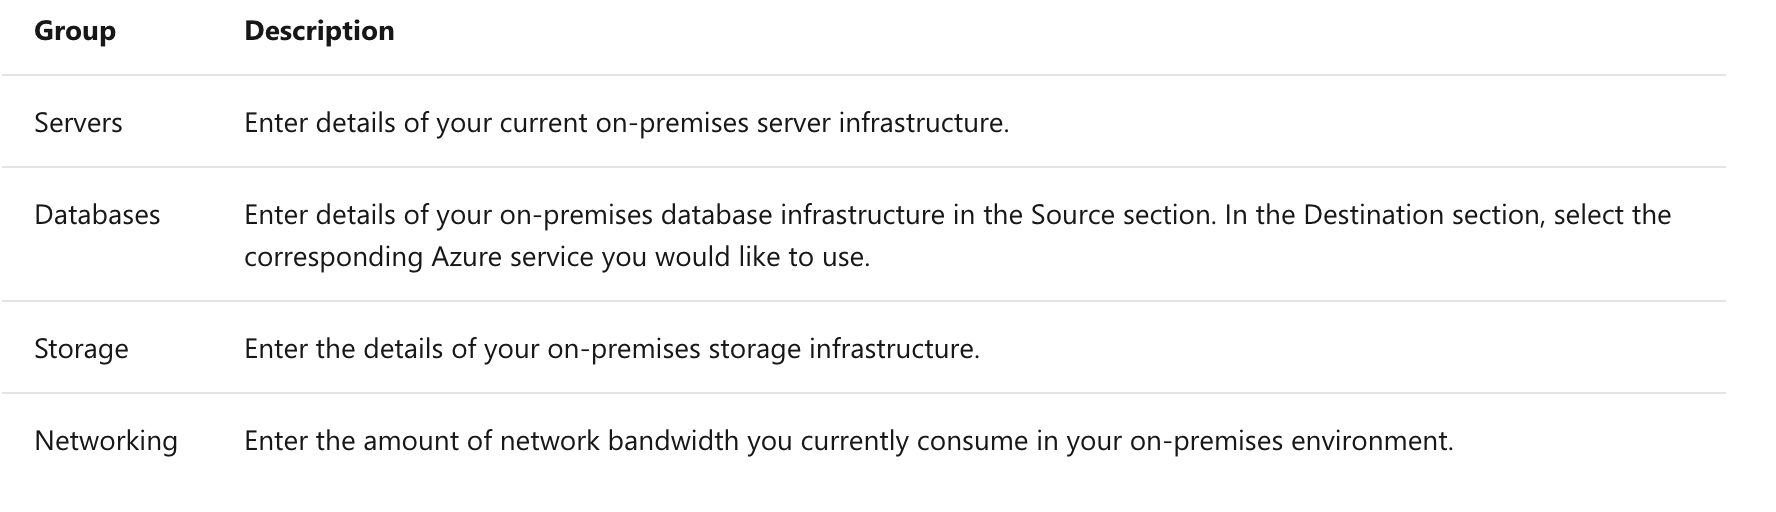 Group Description
Servers Enter details of your current on-premises server infrastructure.
Databases Enter details of your on-premises database infrastructure in the Source section. In the Destination section, select the
corresponding Azure service you would like to use.
Storage Enter the details of your on-premises storage infrastructure.
Networking Enter the amount of network bandwidth you currently consume in your on-premises environment.